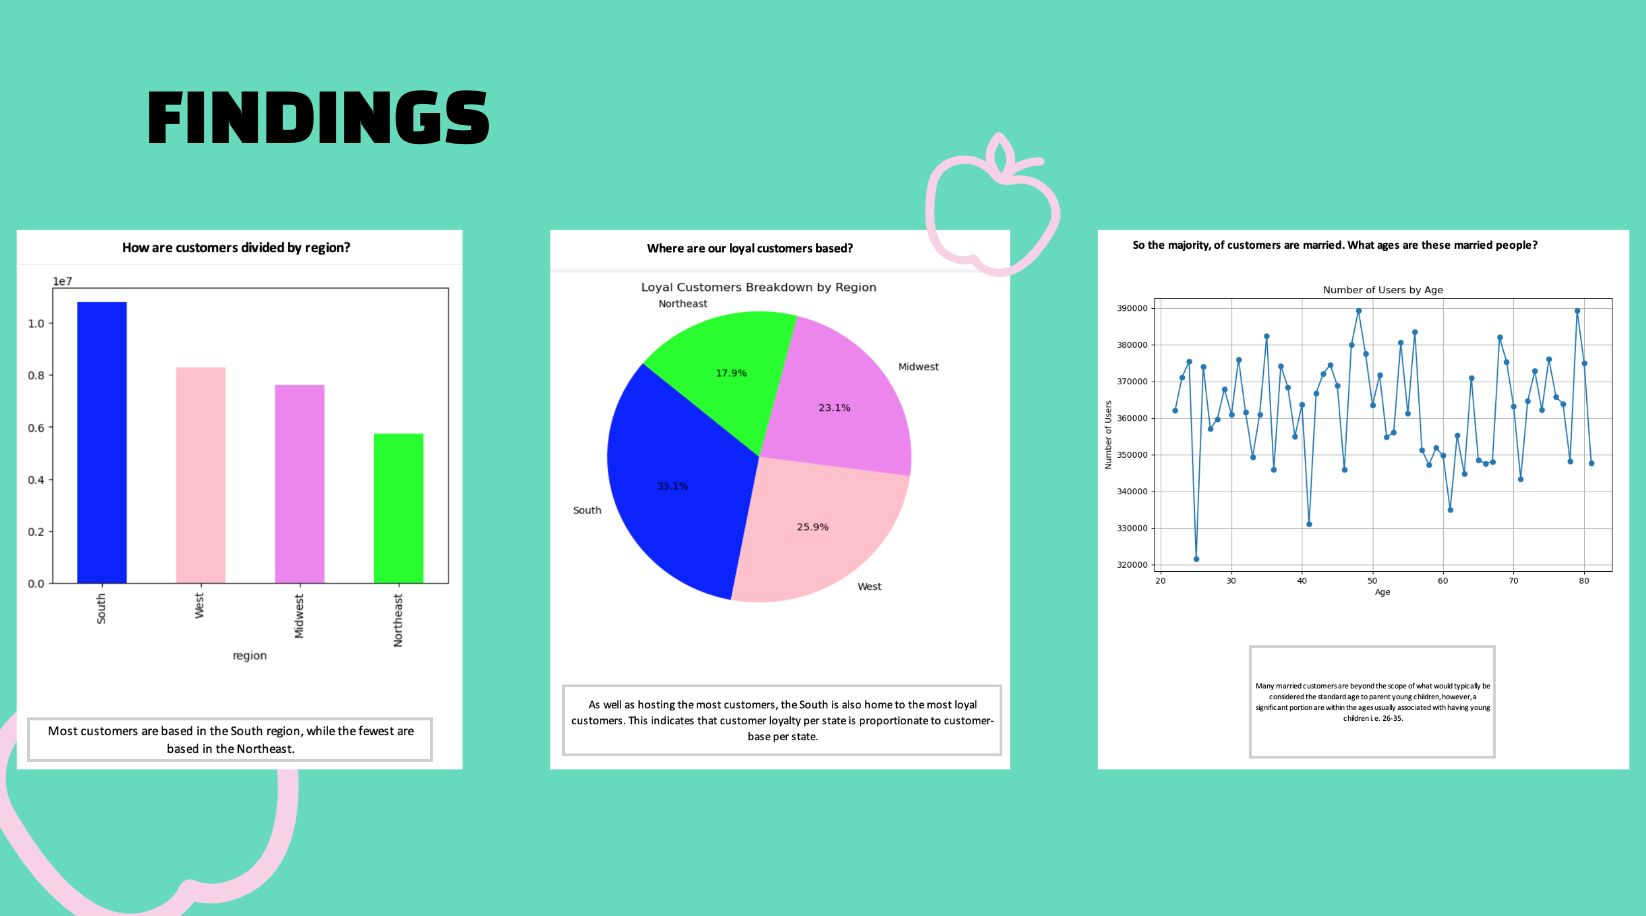 FINDINGS
How are customers divided by region?
1e7
1.0
0.8
0.6
0.4
0.2
0.0
South
West
Midwest
Northeast
region
Most customers are based in the South region, while the fewest are
based in the Northeast.
Where are our loyal customers based?
Loyal Customers Breakdown by Region
Northeast
17.9%
Midwest
23.1%
33.1%
South
25.9%
West
As well as hosting the most customers, the South is also home to the most loyal
customers. This indicates that customer loyalty per state is proportionate to customer-
base per state.
So the majority, of customers are married. What ages are these married people?
Number of Users by Age
390000
380000
370000
360000
350000
340000
330000
320000
Number of Users
20 30 40 50 60 70 80
Age
Many married customers are beyond the scope of what would typically be
considered the standard age to parent young children, however, a
significant portion are within the ages usually associated with having young
children i.e. 26-35.